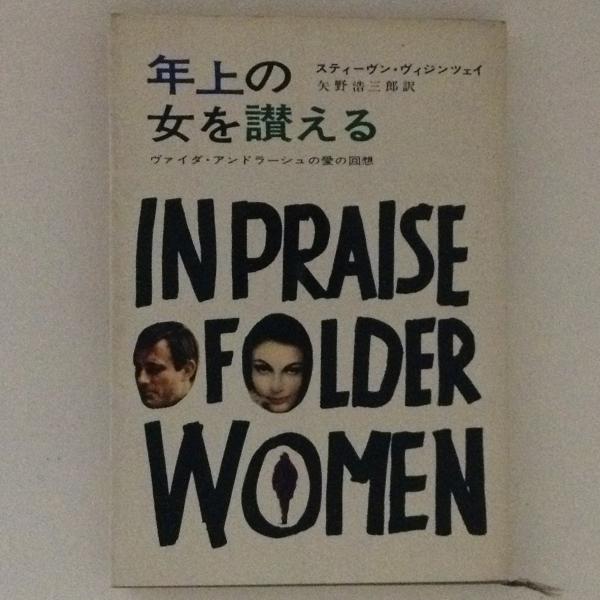 年上の
女を讃える
スティーヴン・ヴィジンツェイ
矢野浩三郎訳
ヴァイダ・アンドラーシュの愛の回想
IN PRAISE
OF OLDER
WOMEN